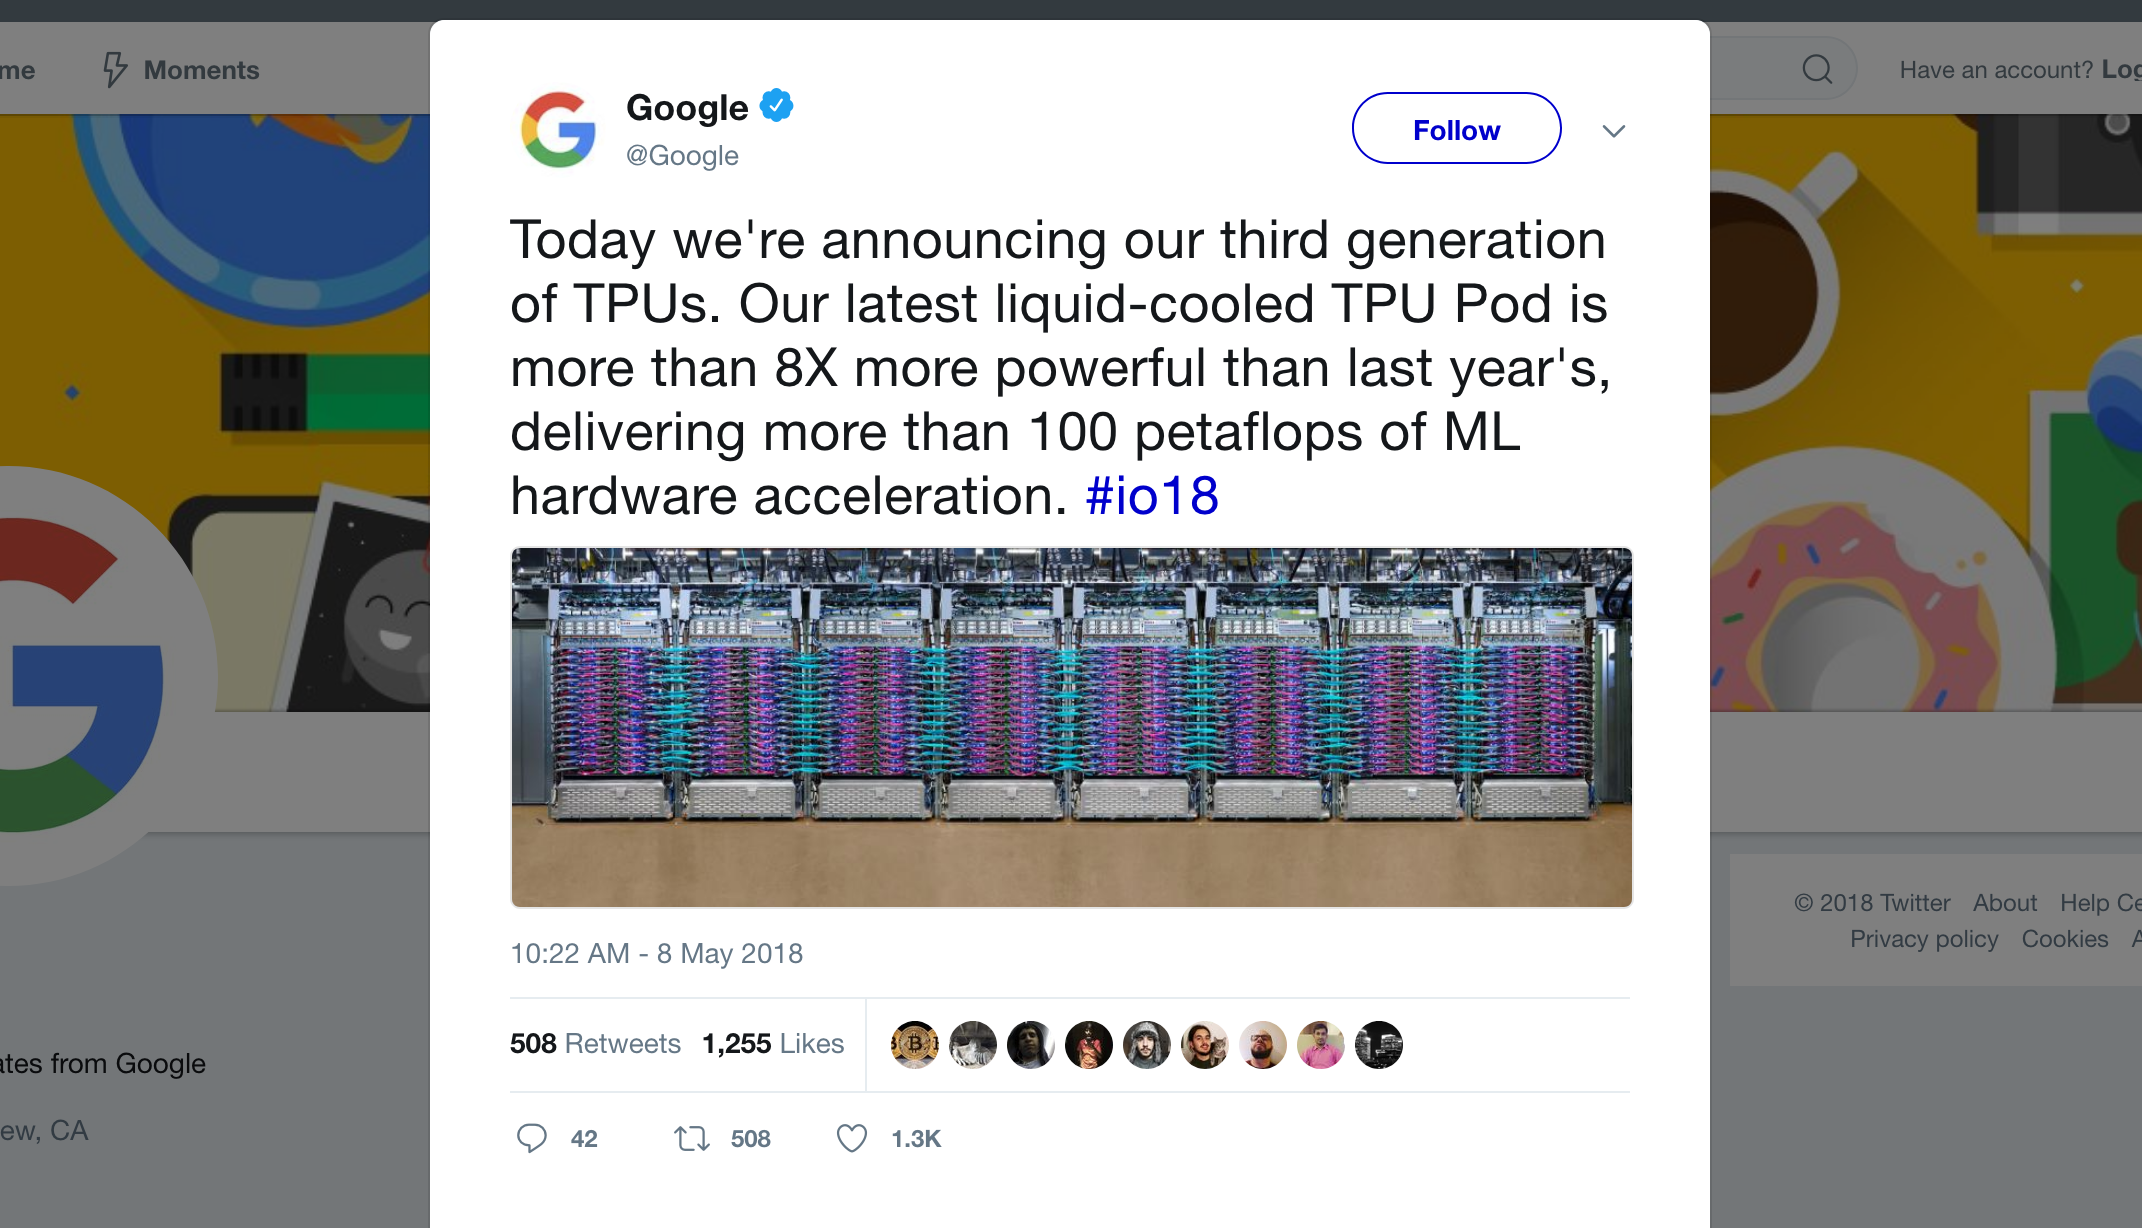 me
Moments
Have an account? Log
Google
@Google
Follow
Today we're announcing our third generation
of TPUs. Our latest liquid-cooled TPU Pod is
more than 8X more powerful than last year's,
delivering more than 100 petaflops of ML
hardware acceleration. #io18
10:22 AM - 8 May 2018
508 Retweets 1,255 Likes
42 508 1.3K
ates from Google
ew, CA
© 2018 Twitter About Help Ce
Privacy policy Cookies A